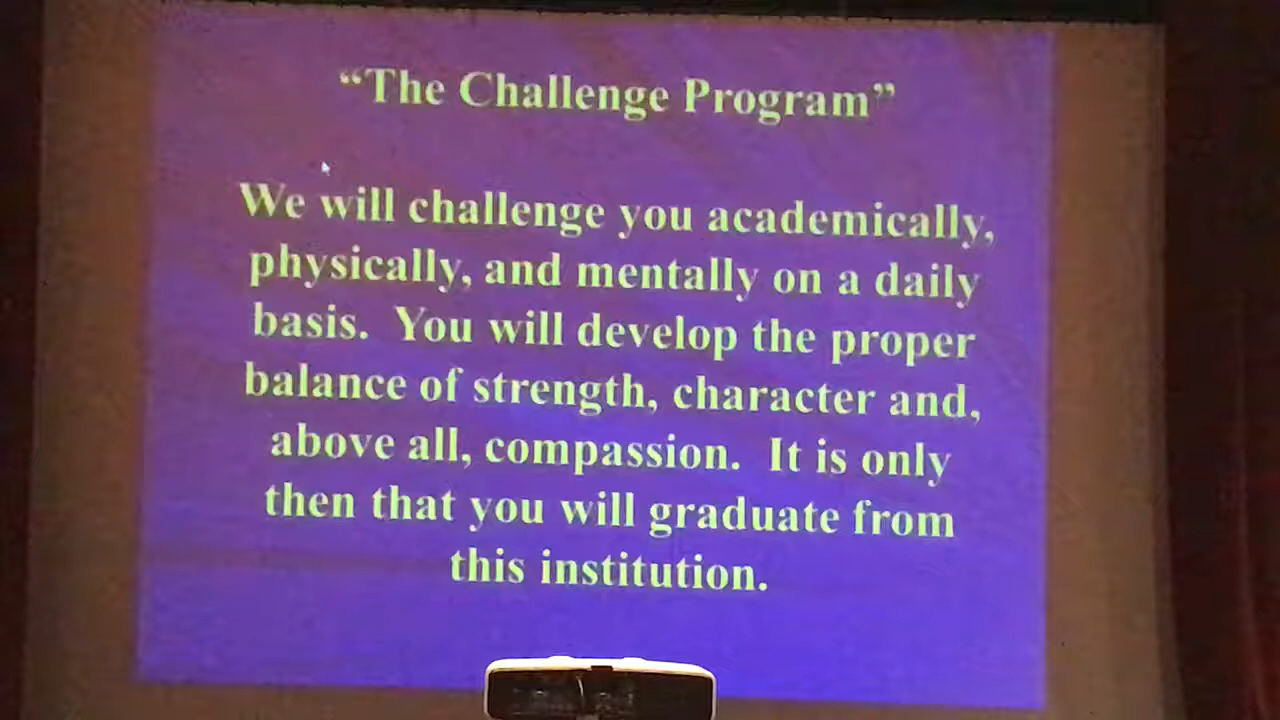 “The Challenge Program”
We will challenge you academically,
physically, and mentally on a daily
basis. You will develop the proper
balance of strength, character and,
above all, compassion. It is only
then that you will graduate from
this institution.